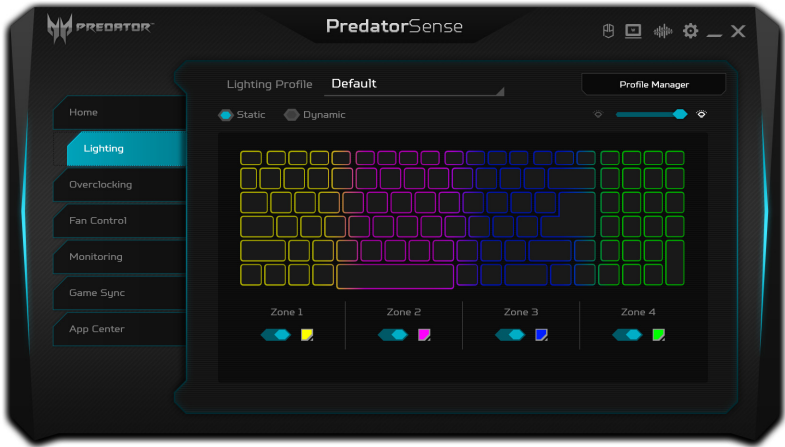 PREDATOR
PredatorSense
Lighting Profile Default
Profile Manager
Static Dynamic
Home
Lighting
Overclocking
Fan Control
Monitoring
Game Sync
App Center
Zone 1 Zone 2 Zone 3 Zone 4